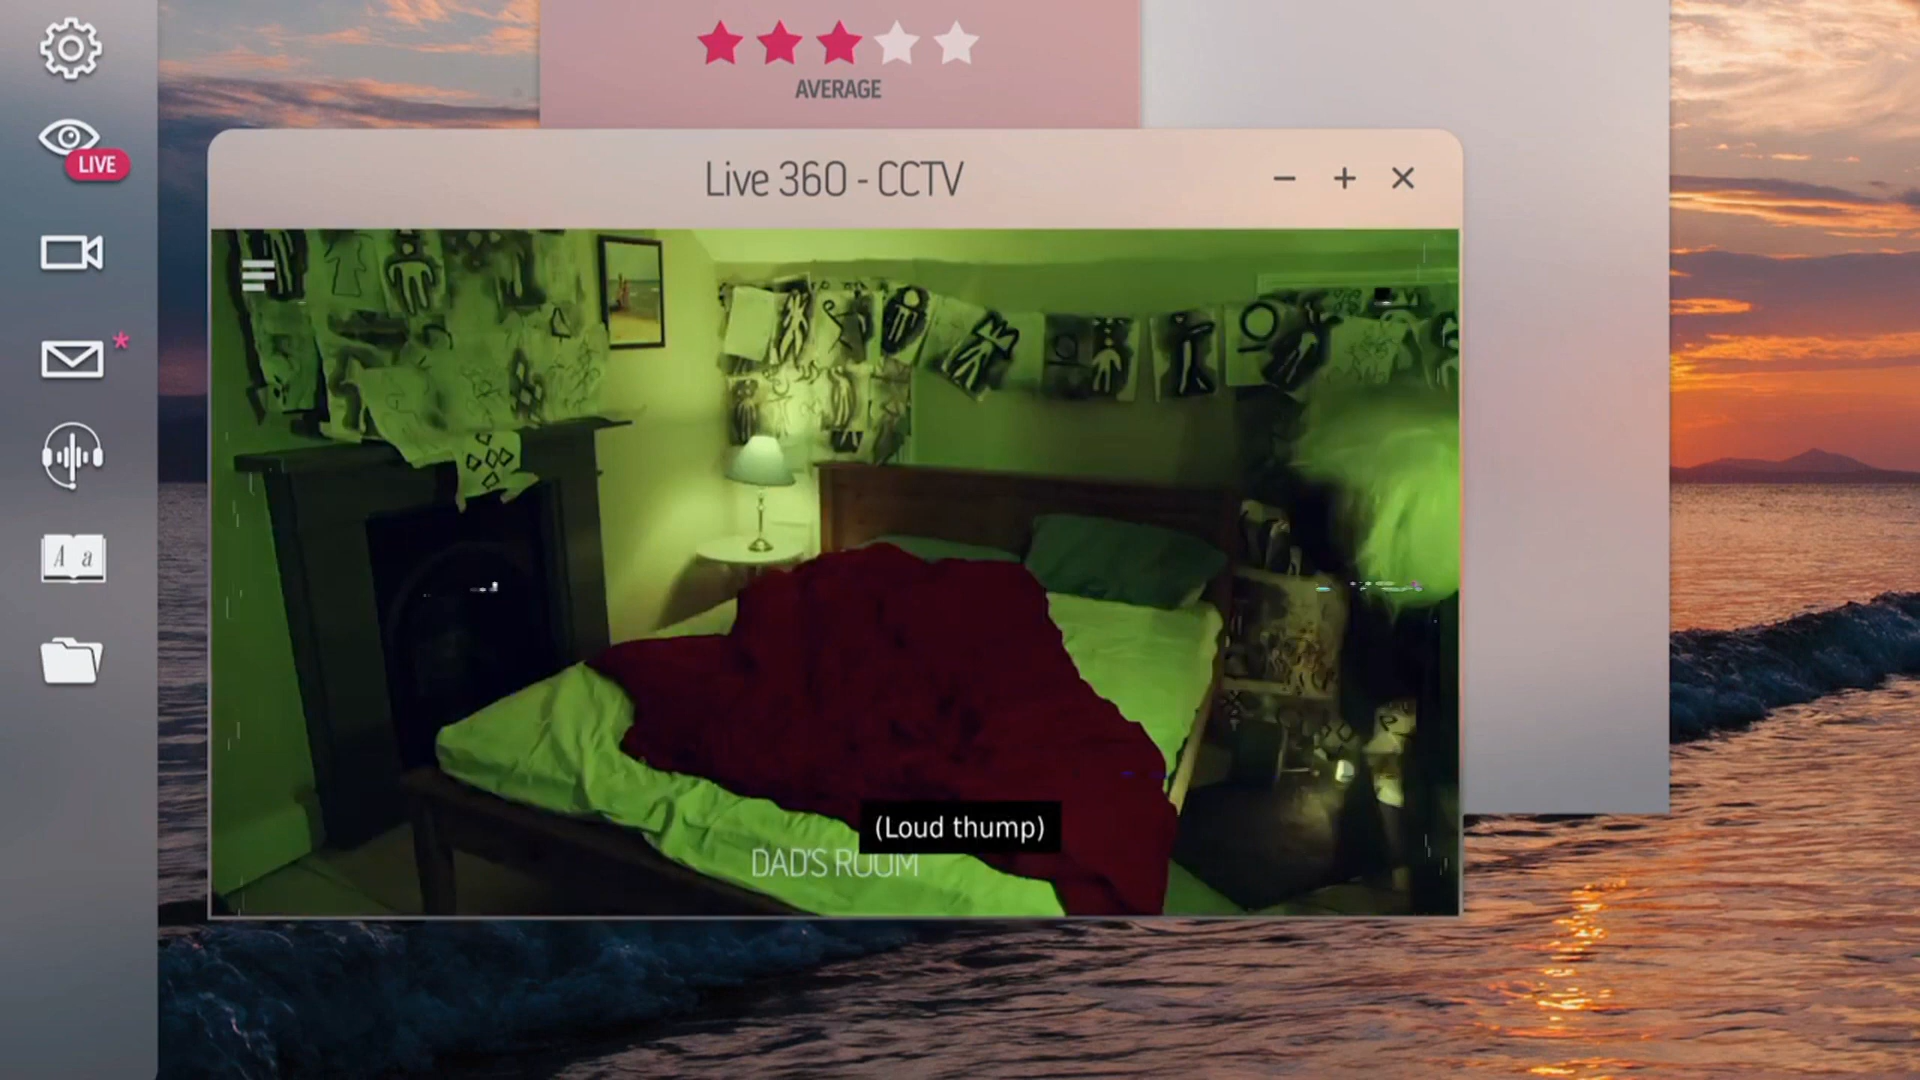 AVERAGE
LIVE
Live 360 - CCTV
A a
(Loud thump)
DAD'S ROOM